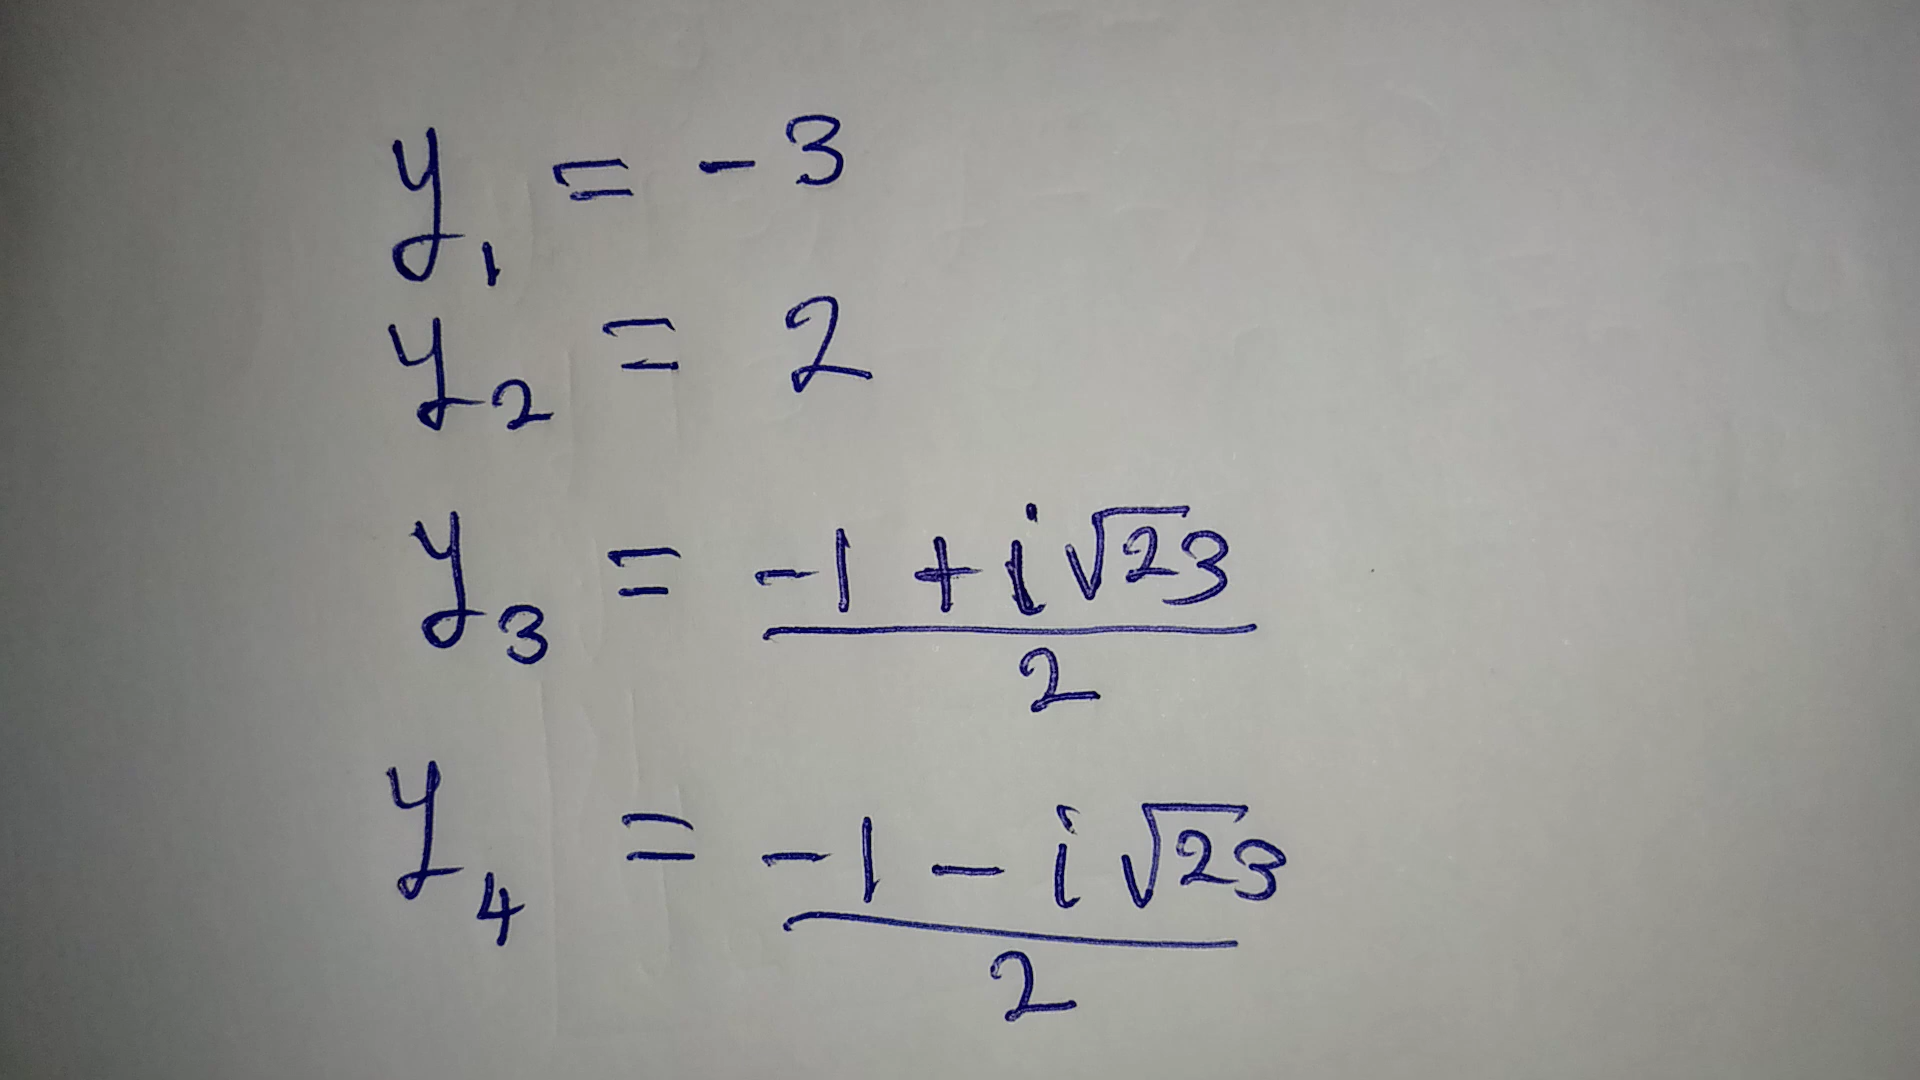 y₁ = -3
y₂ = 2
y₃ = (-1 + i√23)/2
y₄ = (-1 - i√23)/2